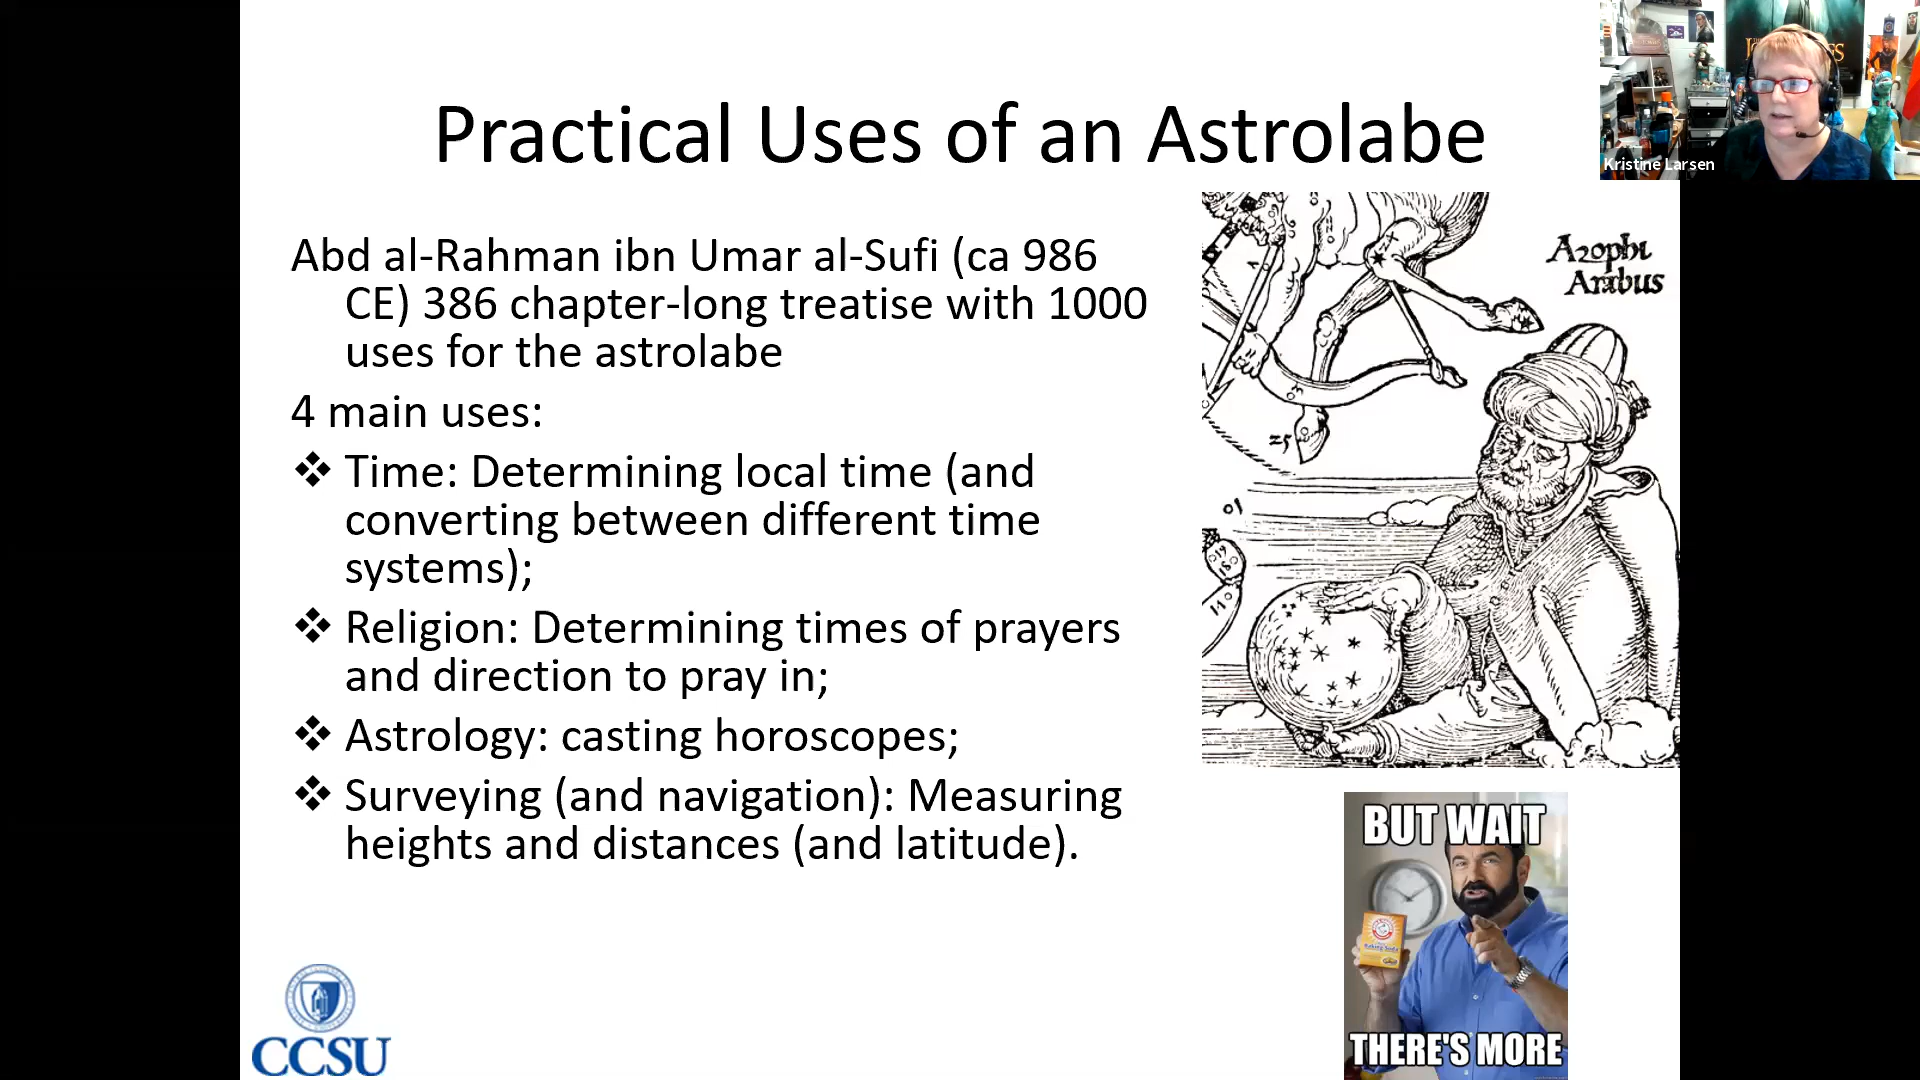 Practical Uses of an Astrolabe
Kristine Larsen
Abd al-Rahman ibn Umar al-Sufi (ca 986
CE) 386 chapter-long treatise with 1000
uses for the astrolabe
4 main uses:
❖ Time: Determining local time (and
converting between different time
systems);
❖ Religion: Determining times of prayers
and direction to pray in;
❖ Astrology: casting horoscopes;
❖ Surveying (and navigation): Measuring
heights and distances (and latitude).
Azophi
Arabus
25
BUT WAIT
Baking Soda
THERE'S MORE
CCSU